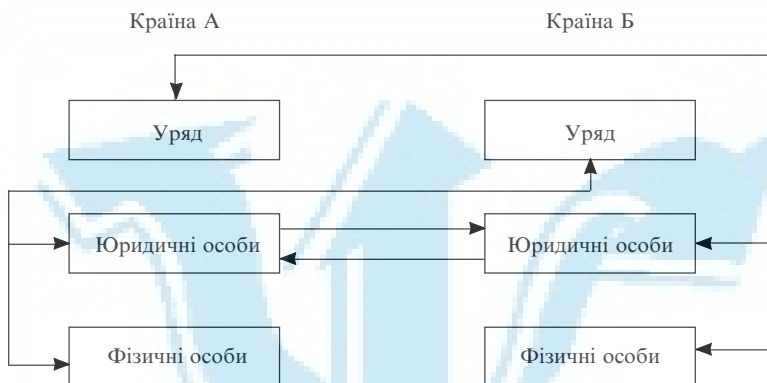 Країна А Країна Б
Уряд Уряд
Юридичні особи Юридичні особи
Фізичні особи Фізичні особи